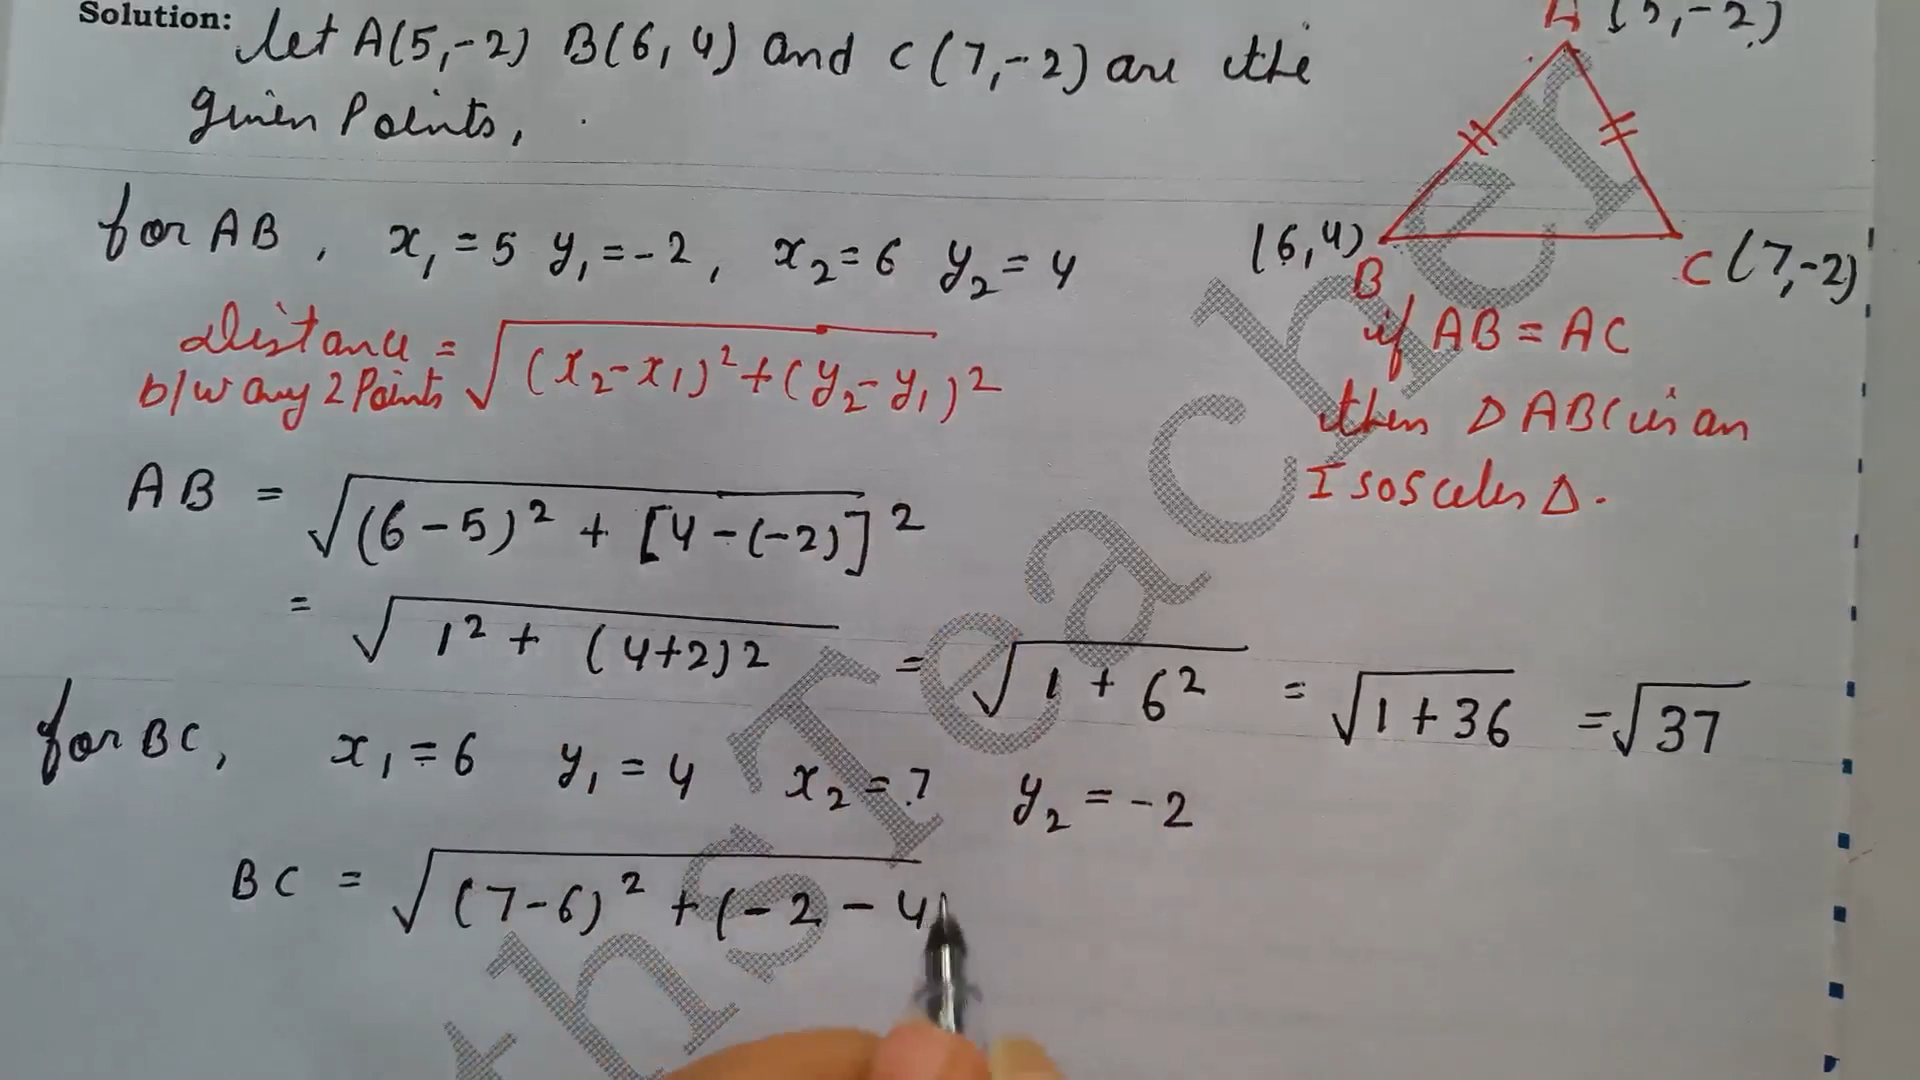 Solution: let A(5,-2) B(6,4) and C(7,-2) are the
given Points,
A (5,-2)
(6,4)
B
C (7,-2)
for AB, x₁=5 y₁=-2, x₂=6 y₂=4
Distance = √(x₂-x₁)²+(y₂-y₁)²
b/w any 2 Points
if AB = AC
then Δ ABC is an
Isosceles Δ.
AB = √(6-5)² + [4-(-2)]²
= √1² + (4+2)² = √1 + 6² = √1+36 = √37
for BC, x₁=6 y₁=4 x₂=7 y₂=-2
BC = √(7-6)² + (-2-4)
thsTeacher